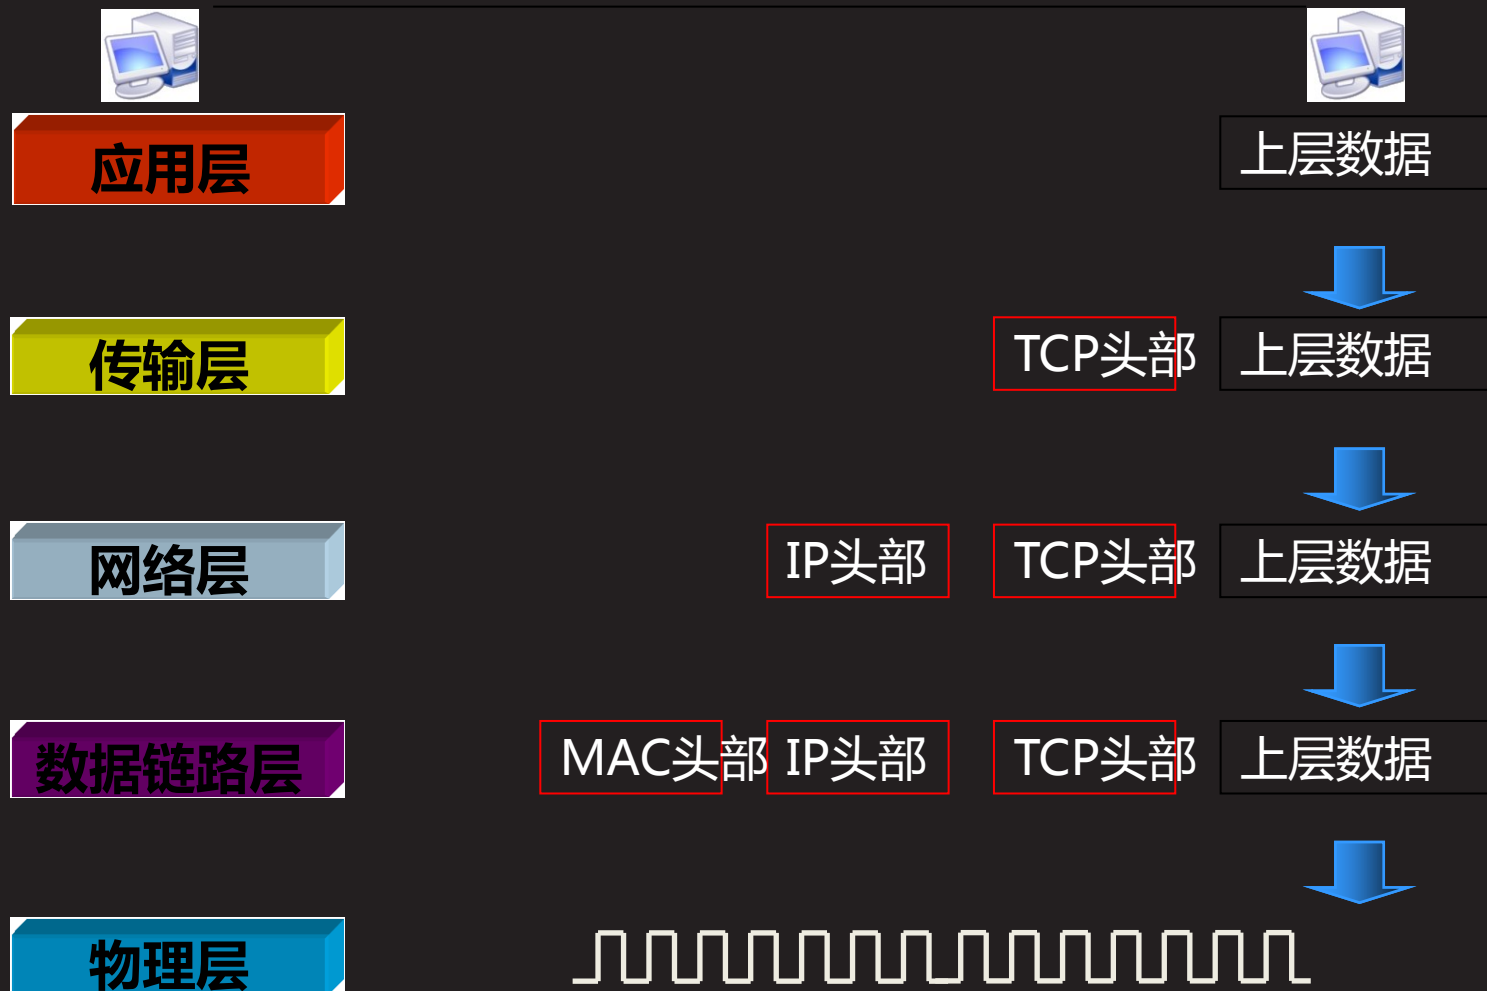 应用层
上层数据
传输层
TCP头部 上层数据
网络层
IP头部 TCP头部 上层数据
数据链路层
MAC头部 IP头部 TCP头部 上层数据
物理层